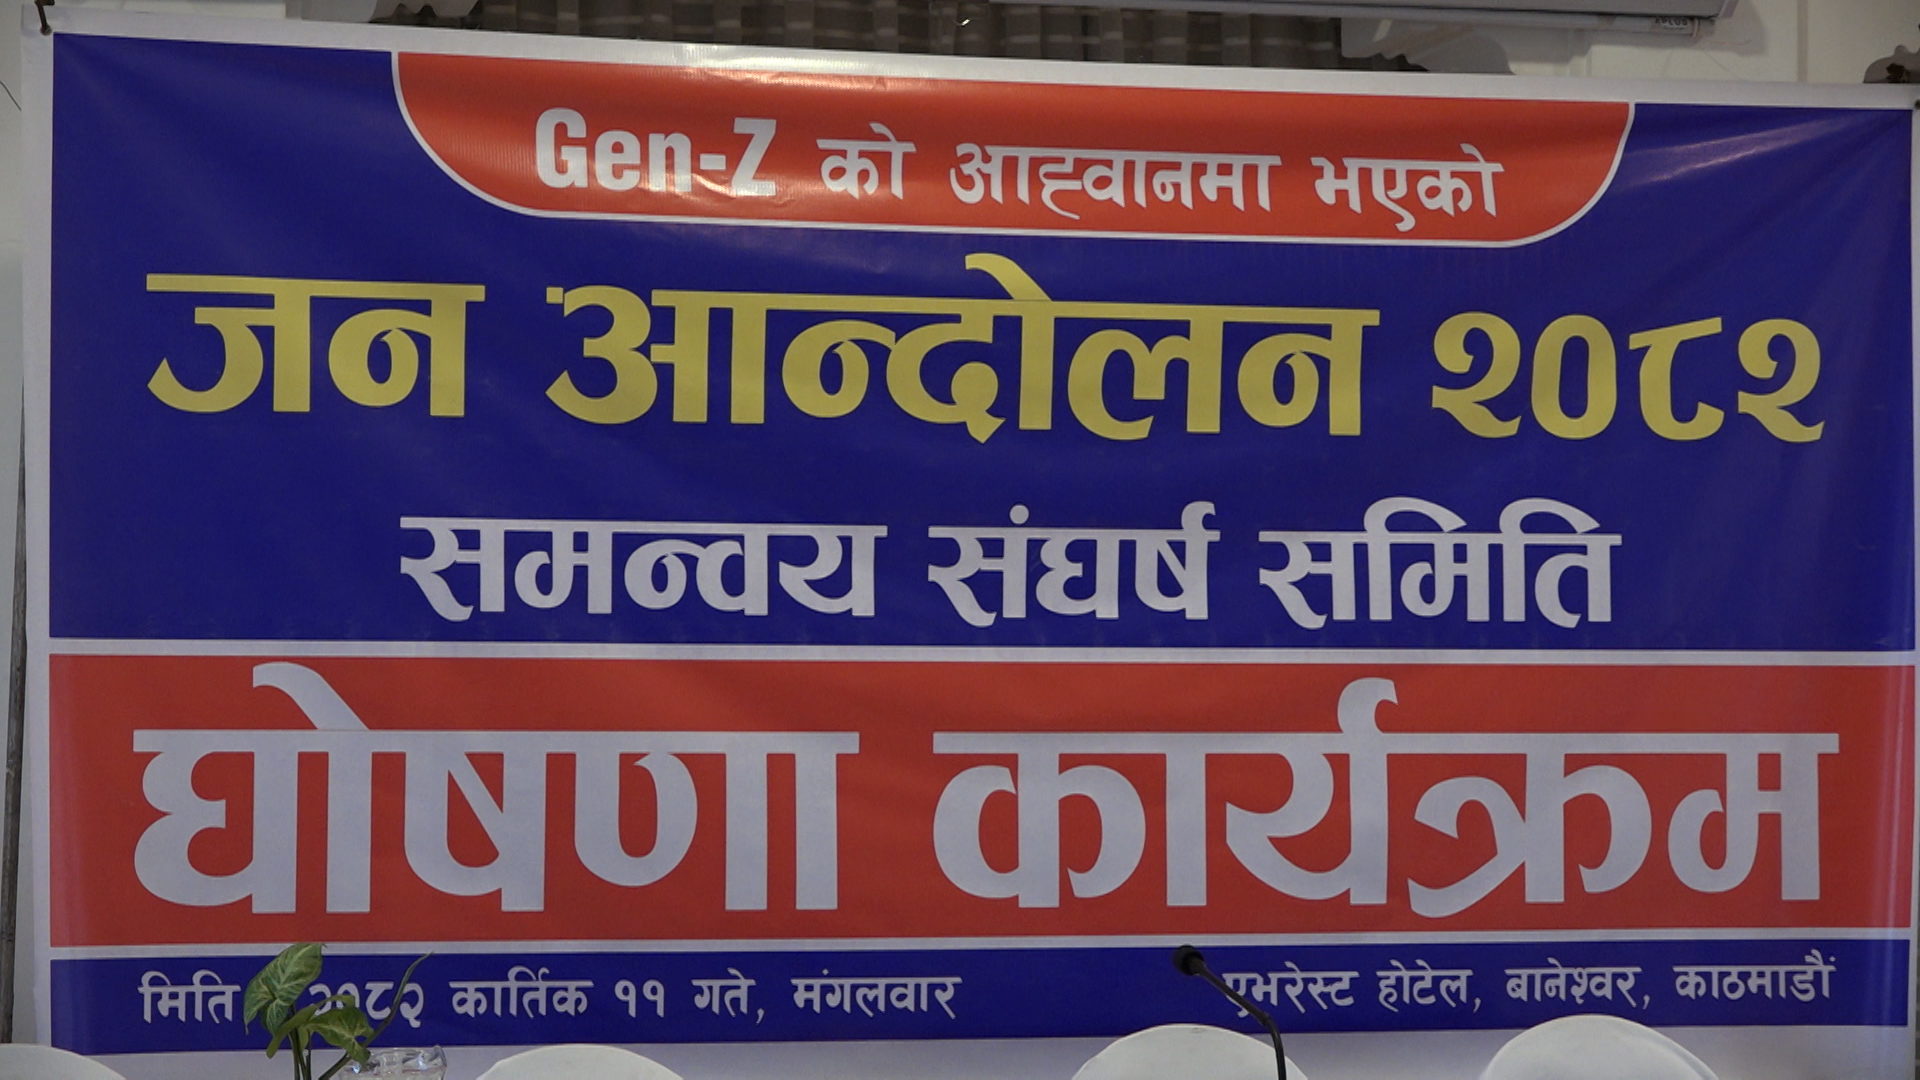 Gen-Z को आह्वानमा भएको
जन आन्दोलन २०८२
समन्वय संघर्ष समिति
घोषणा कार्यक्रम
मिति २०८२ कार्तिक ११ गते, मंगलवार
एभरेस्ट होटेल, बानेश्वर, काठमाडौं